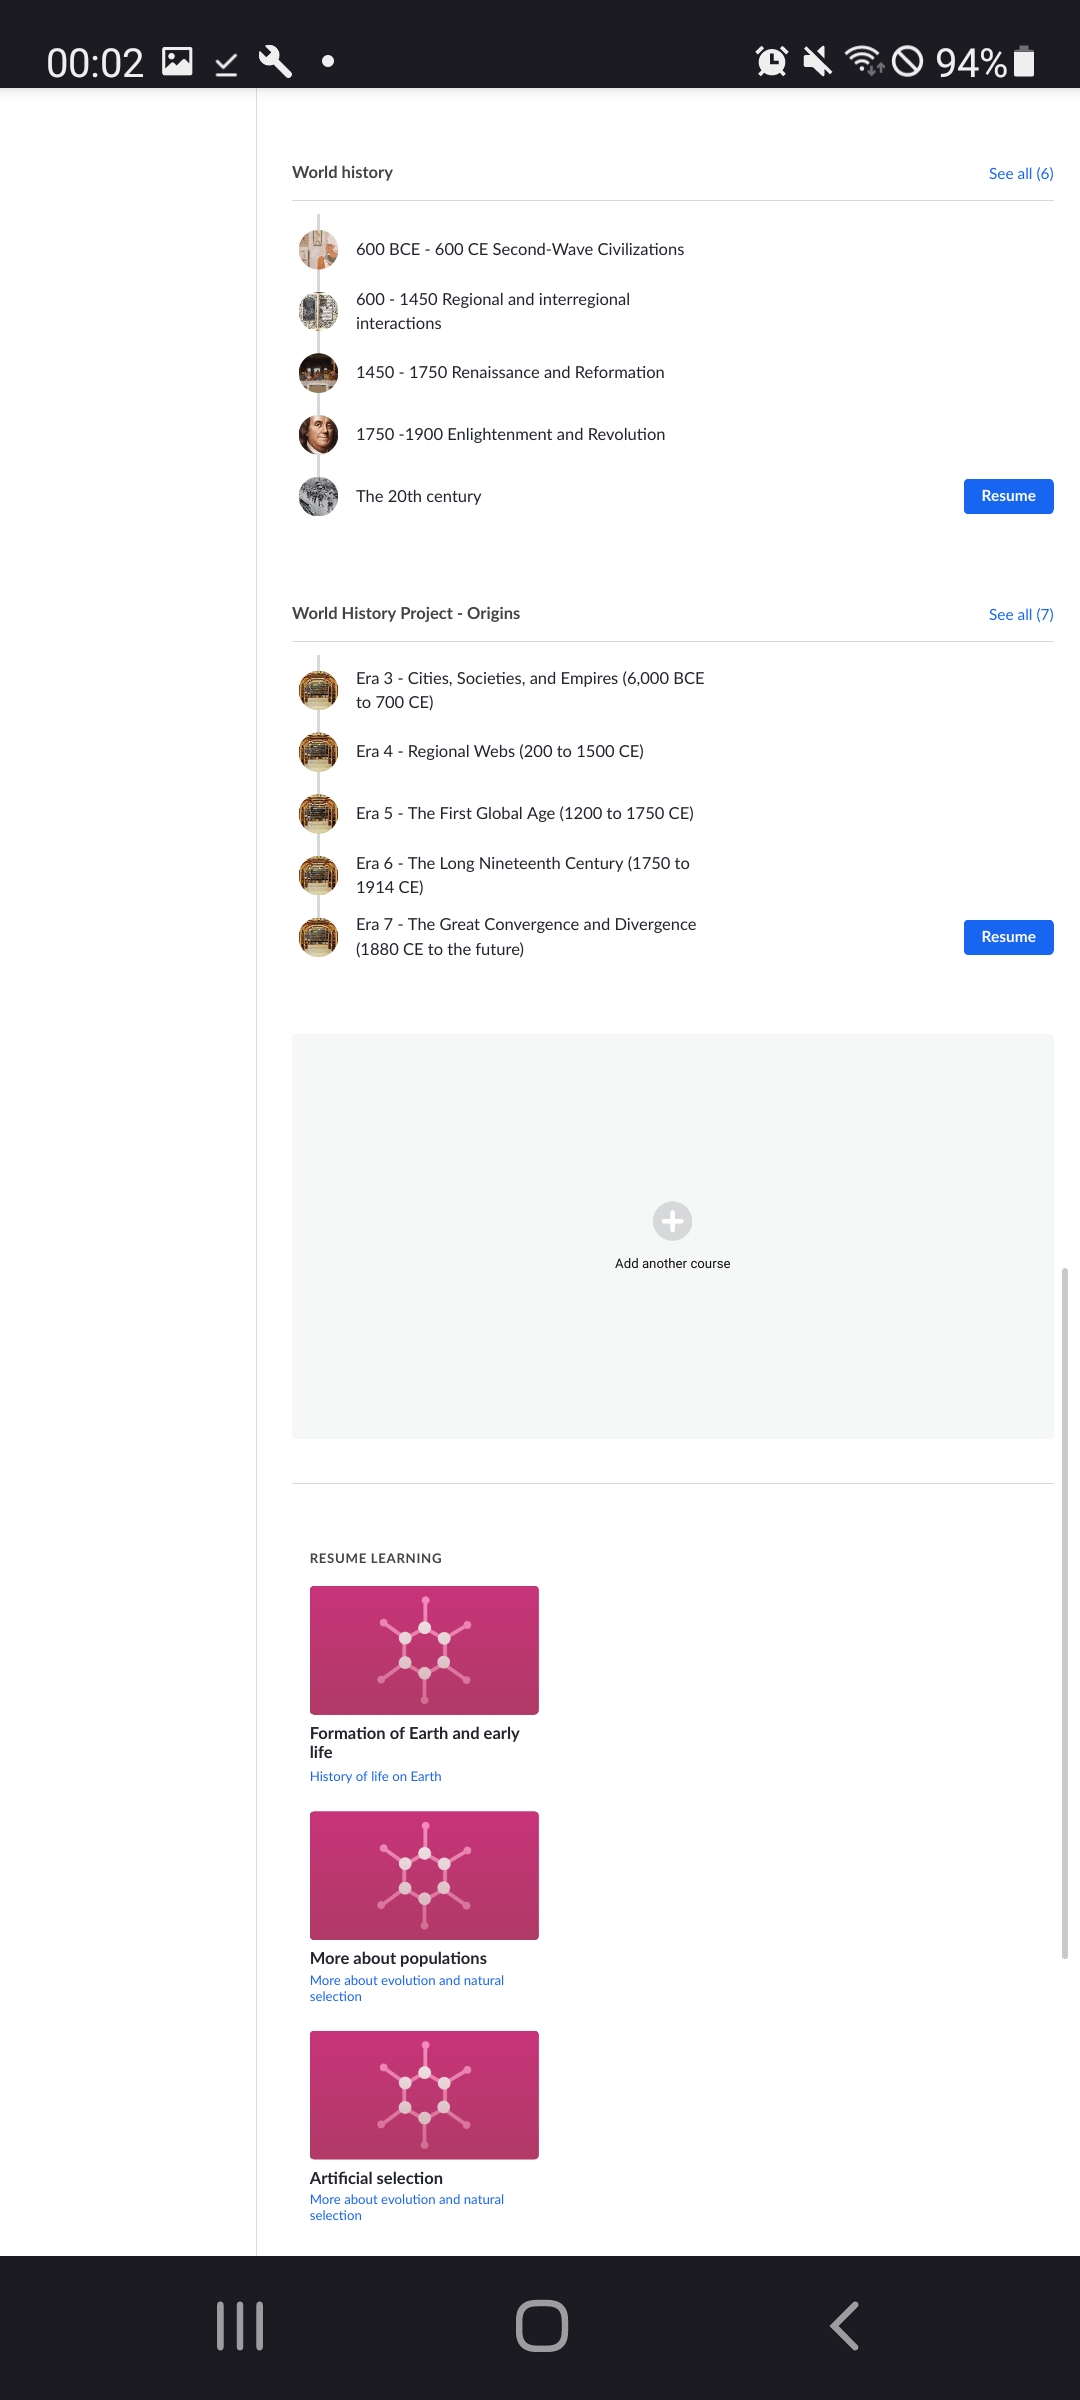 00:02
94%
World history
See all (6)
600 BCE - 600 CE Second-Wave Civilizations
600 - 1450 Regional and interregional
interactions
1450 - 1750 Renaissance and Reformation
1750 -1900 Enlightenment and Revolution
The 20th century
Resume
World History Project - Origins
See all (7)
Era 3 - Cities, Societies, and Empires (6,000 BCE
to 700 CE)
Era 4 - Regional Webs (200 to 1500 CE)
Era 5 - The First Global Age (1200 to 1750 CE)
Era 6 - The Long Nineteenth Century (1750 to
1914 CE)
Era 7 - The Great Convergence and Divergence
(1880 CE to the future)
Resume
Add another course
RESUME LEARNING
Formation of Earth and early
life
History of life on Earth
More about populations
More about evolution and natural
selection
Artificial selection
More about evolution and natural
selection